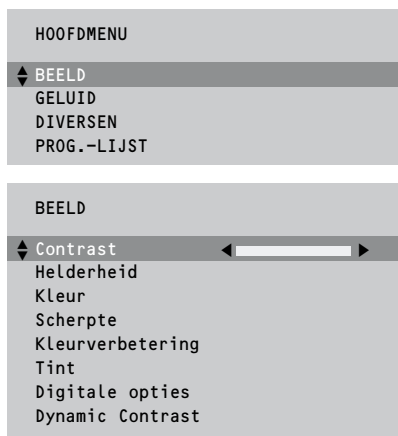 HOOFDMENU
BEELD
GELUID
DIVERSEN
PROG.-LIJST
BEELD
Contrast
Helderheid
Kleur
Scherpte
Kleurverbetering
Tint
Digitale opties
Dynamic Contrast